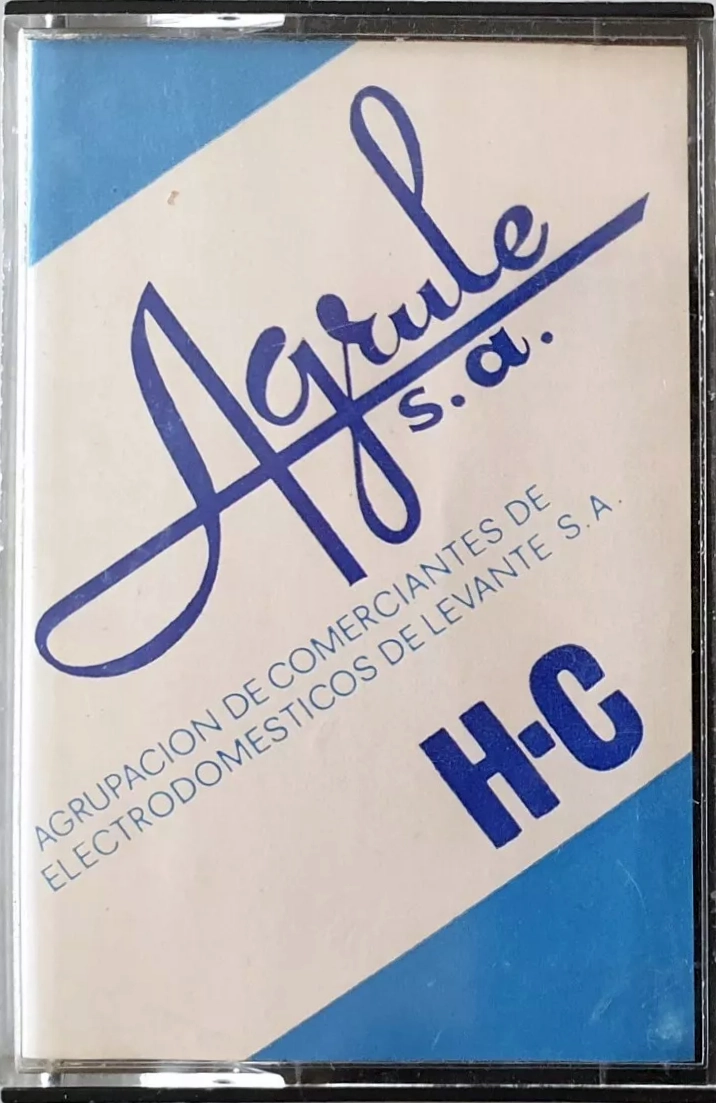 Agrule
s.a.
AGRUPACION DE COMERCIANTES DE
ELECTRODOMESTICOS DE LEVANTE S.A.
H-C